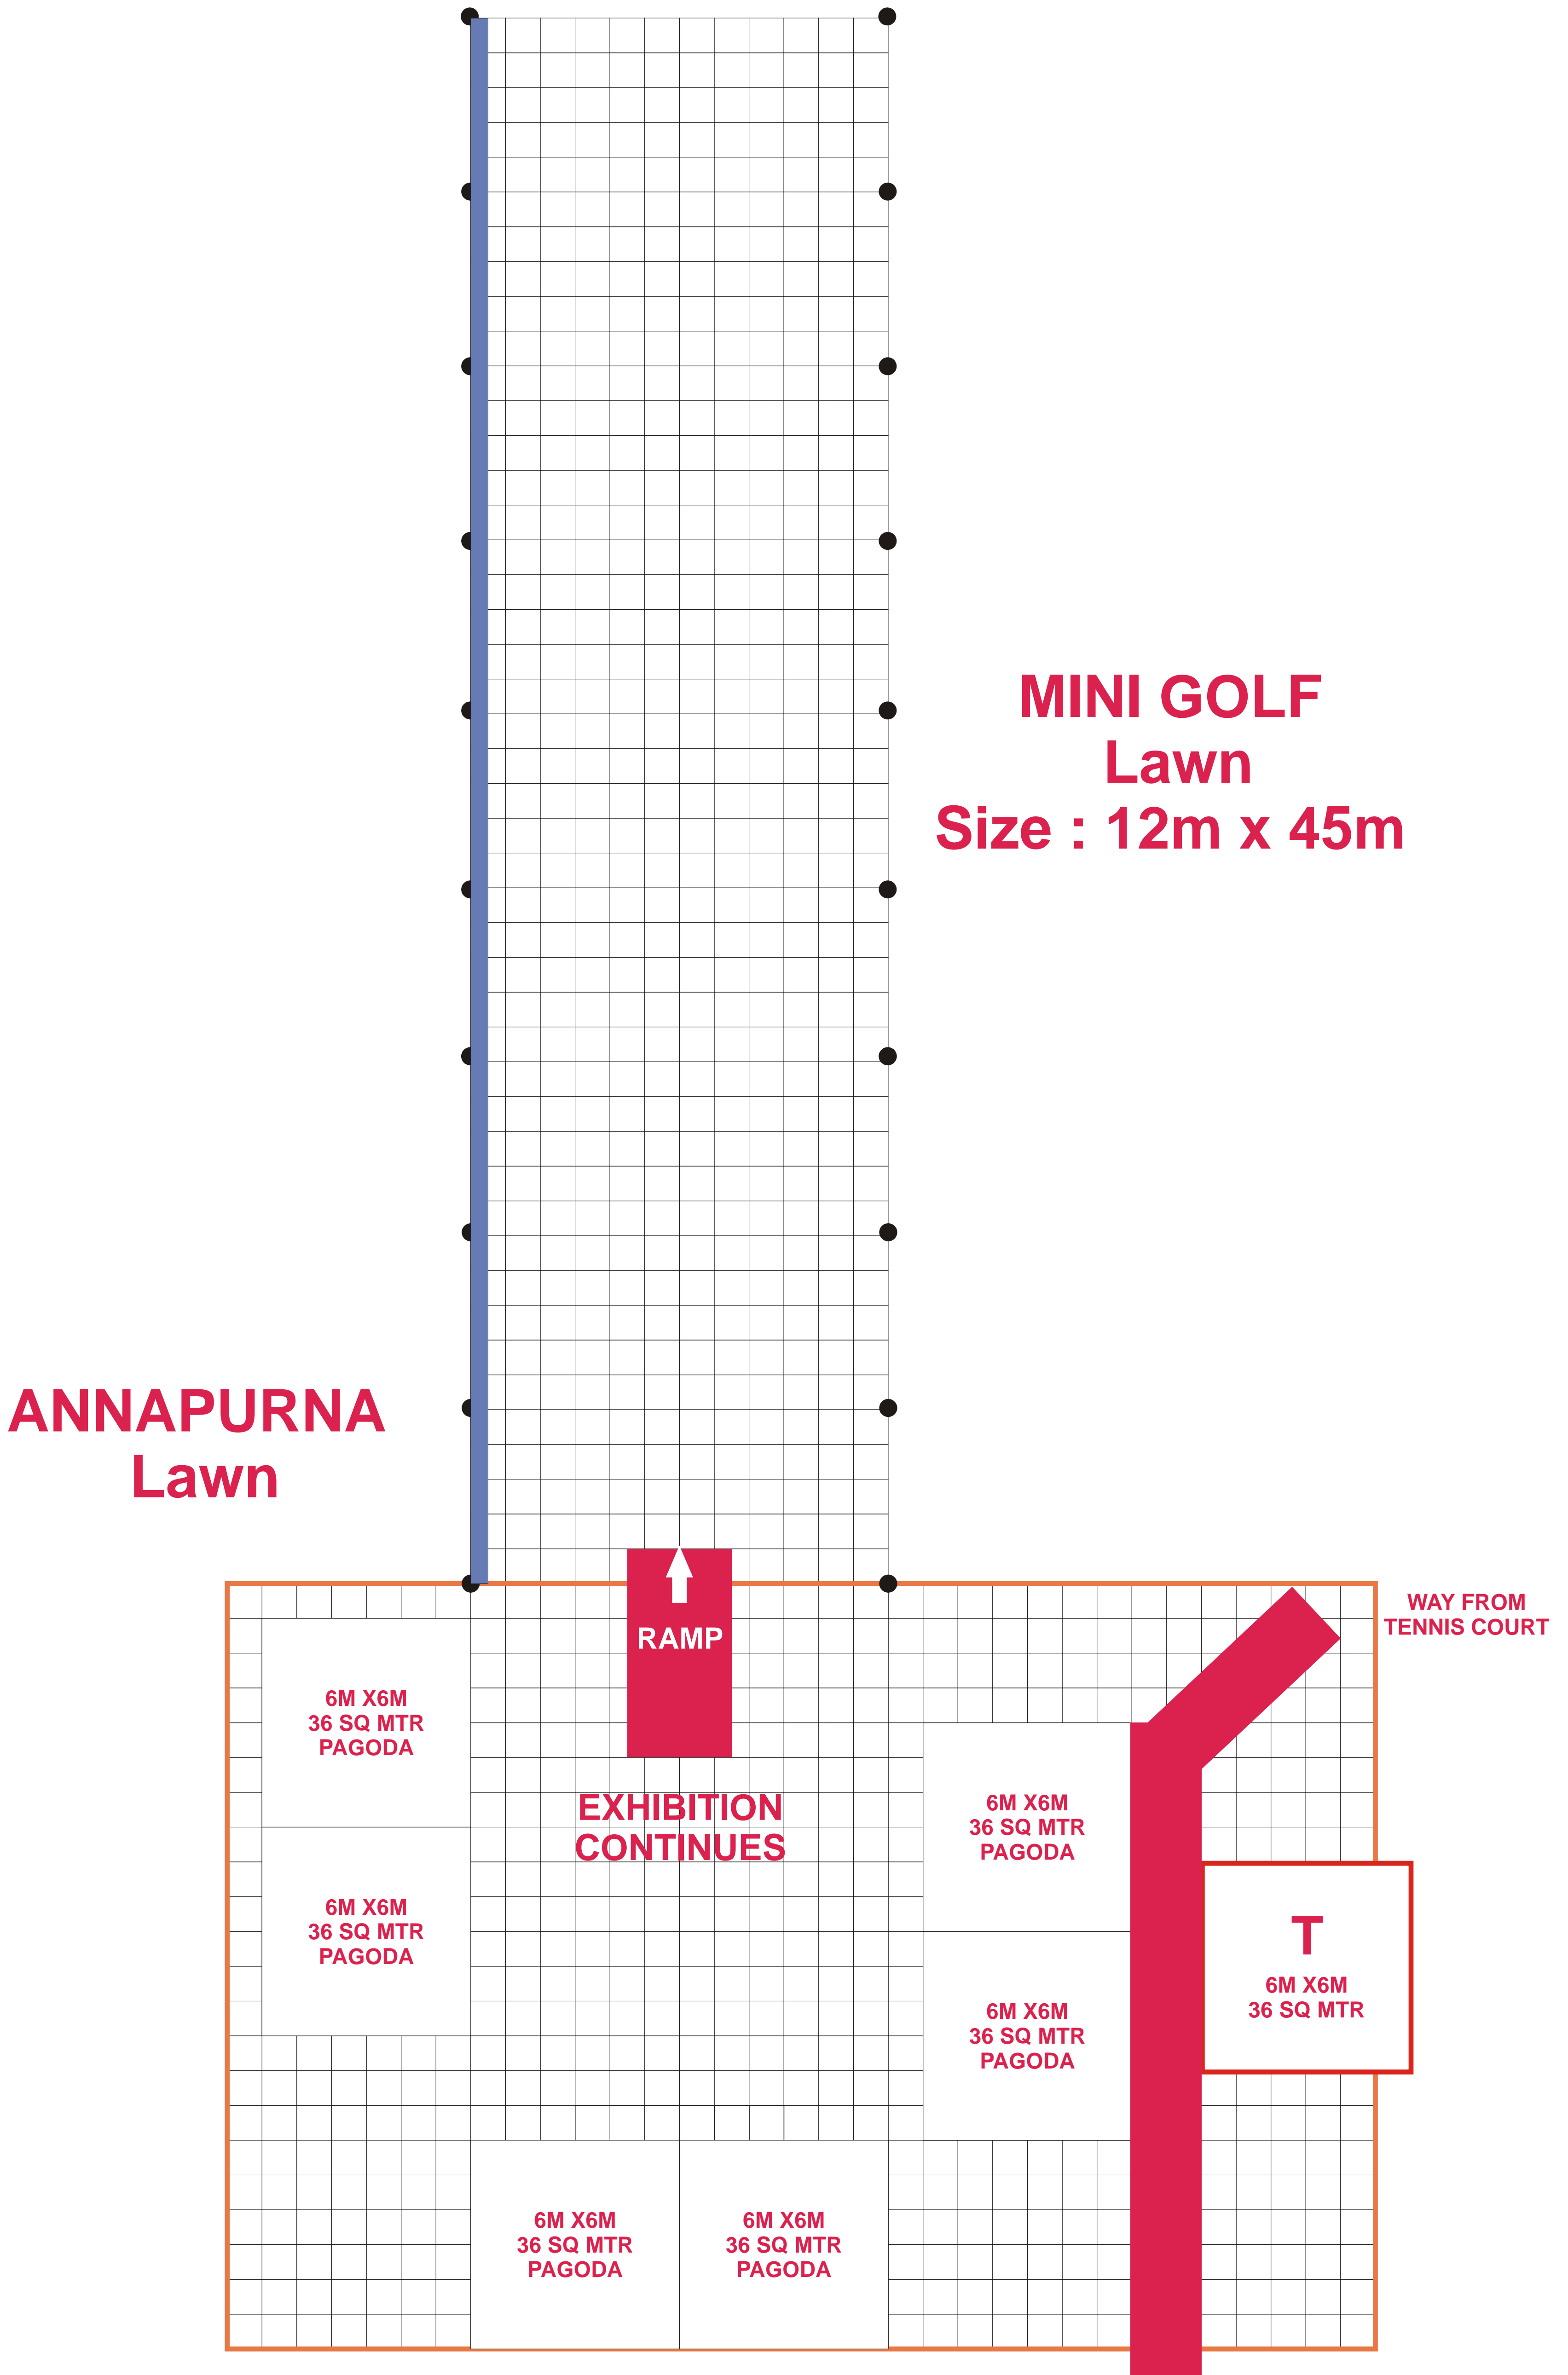 MINI GOLF
Lawn
Size : 12m x 45m
ANNAPURNA
Lawn
WAY FROM
TENNIS COURT
RAMP
6M X6M
36 SQ MTR
PAGODA
EXHIBITION
CONTINUES
6M X6M
36 SQ MTR
PAGODA
6M X6M
36 SQ MTR
PAGODA
T
6M X6M
36 SQ MTR
6M X6M
36 SQ MTR
PAGODA
6M X6M
36 SQ MTR
PAGODA
6M X6M
36 SQ MTR
PAGODA